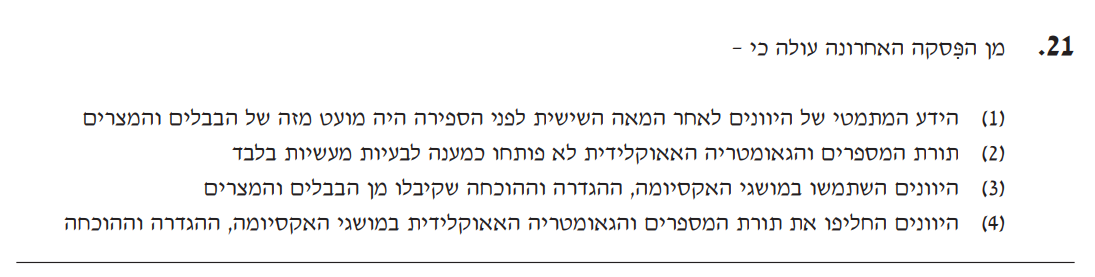 21. מן הפִּסקה האחרונה עולה כי –
(1) הידע המתמטי של היוונים לאחר המאה השישית לפני הספירה היה מועט מזה של הבבלים והמצרים
(2) תורת המספרים והגאומטריה האאוקלידית לא פותחו כמענה לבעיות מעשיות בלבד
(3) היוונים השתמשו במושגי האקסיומה, ההגדרה וההוכחה שקיבלו מן הבבלים והמצרים
(4) היוונים החליפו את תורת המספרים והגאומטריה האאוקלידית במושגי האקסיומה, ההגדרה וההוכחה